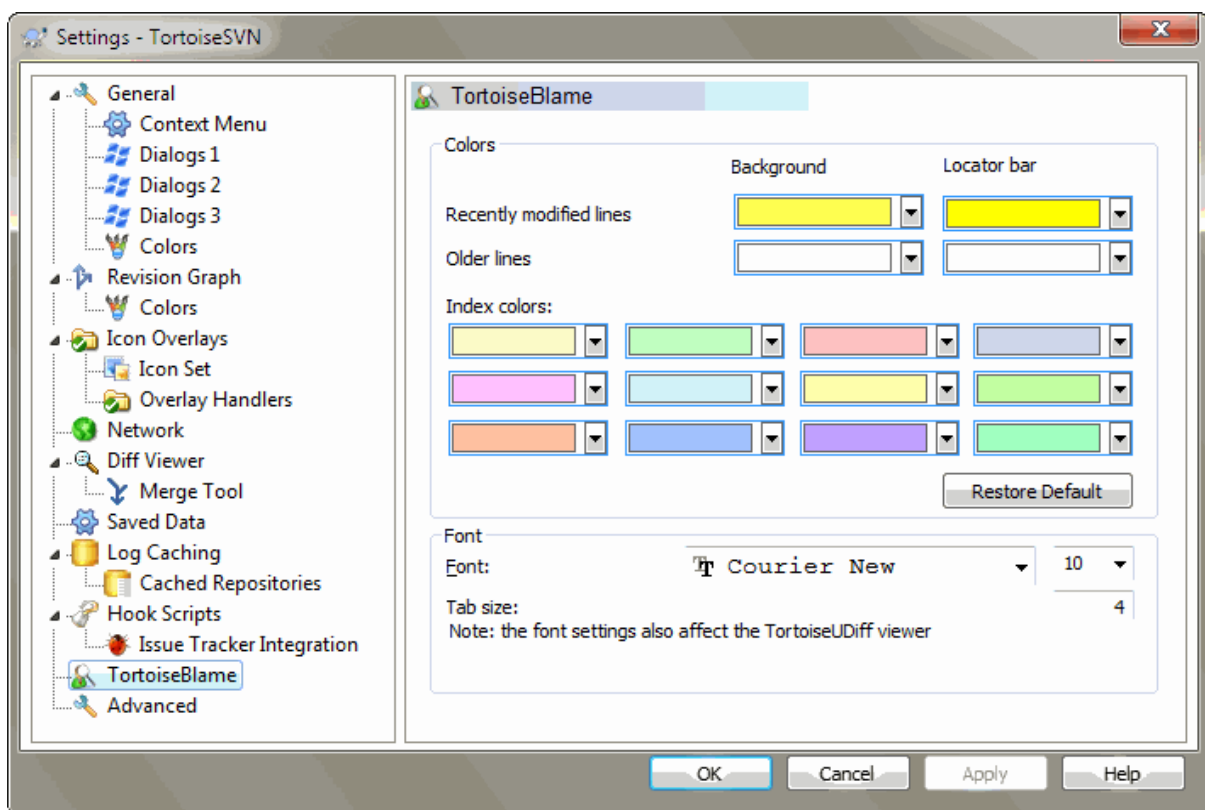 Settings - TortoiseSVN
General
Context Menu
Dialogs 1
Dialogs 2
Dialogs 3
Colors
Revision Graph
Colors
Icon Overlays
Icon Set
Overlay Handlers
Network
Diff Viewer
Merge Tool
Saved Data
Log Caching
Cached Repositories
Hook Scripts
Issue Tracker Integration
TortoiseBlame
Advanced
TortoiseBlame
Colors
Background Locator bar
Recently modified lines
Older lines
Index colors:
Restore Default
Font
Font: Courier New 10
Tab size: 4
Note: the font settings also affect the TortoiseUDiff viewer
OK Cancel Apply Help